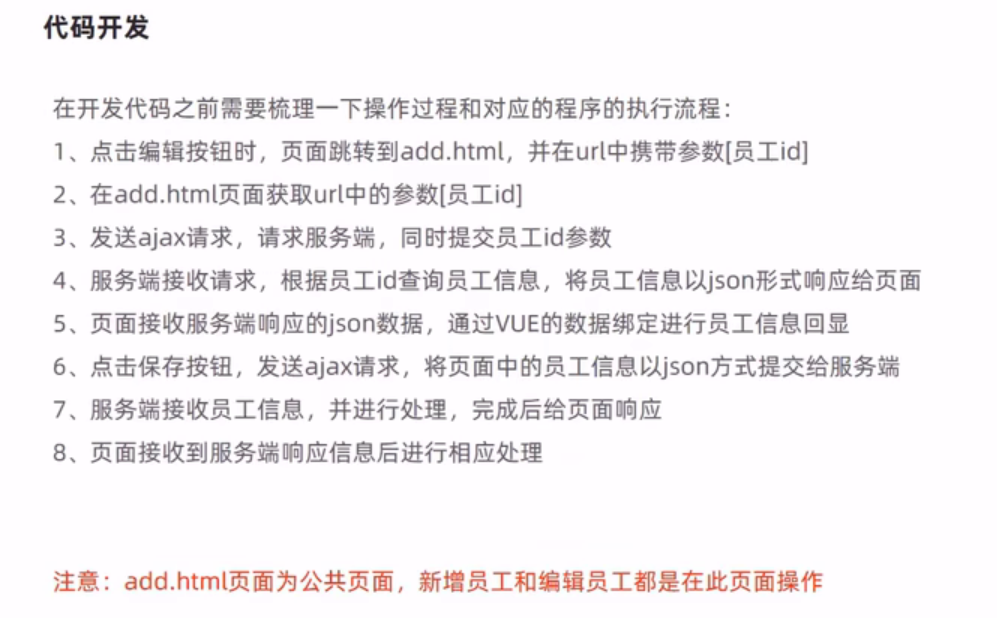 代码开发
在开发代码之前需要梳理一下操作过程和对应的程序的执行流程：
1、点击编辑按钮时，页面跳转到add.html，并在url中携带参数[员工id]
2、在add.html页面获取url中的参数[员工id]
3、发送ajax请求，请求服务端，同时提交员工id参数
4、服务端接收请求，根据员工id查询员工信息，将员工信息以json形式响应给页面
5、页面接收服务端响应的json数据，通过VUE的数据绑定进行员工信息回显
6、点击保存按钮，发送ajax请求，将页面中的员工信息以json方式提交给服务端
7、服务端接收员工信息，并进行处理，完成后给页面响应
8、页面接收到服务端响应信息后进行相应处理
注意：add.html页面为公共页面，新增员工和编辑员工都是在此页面操作